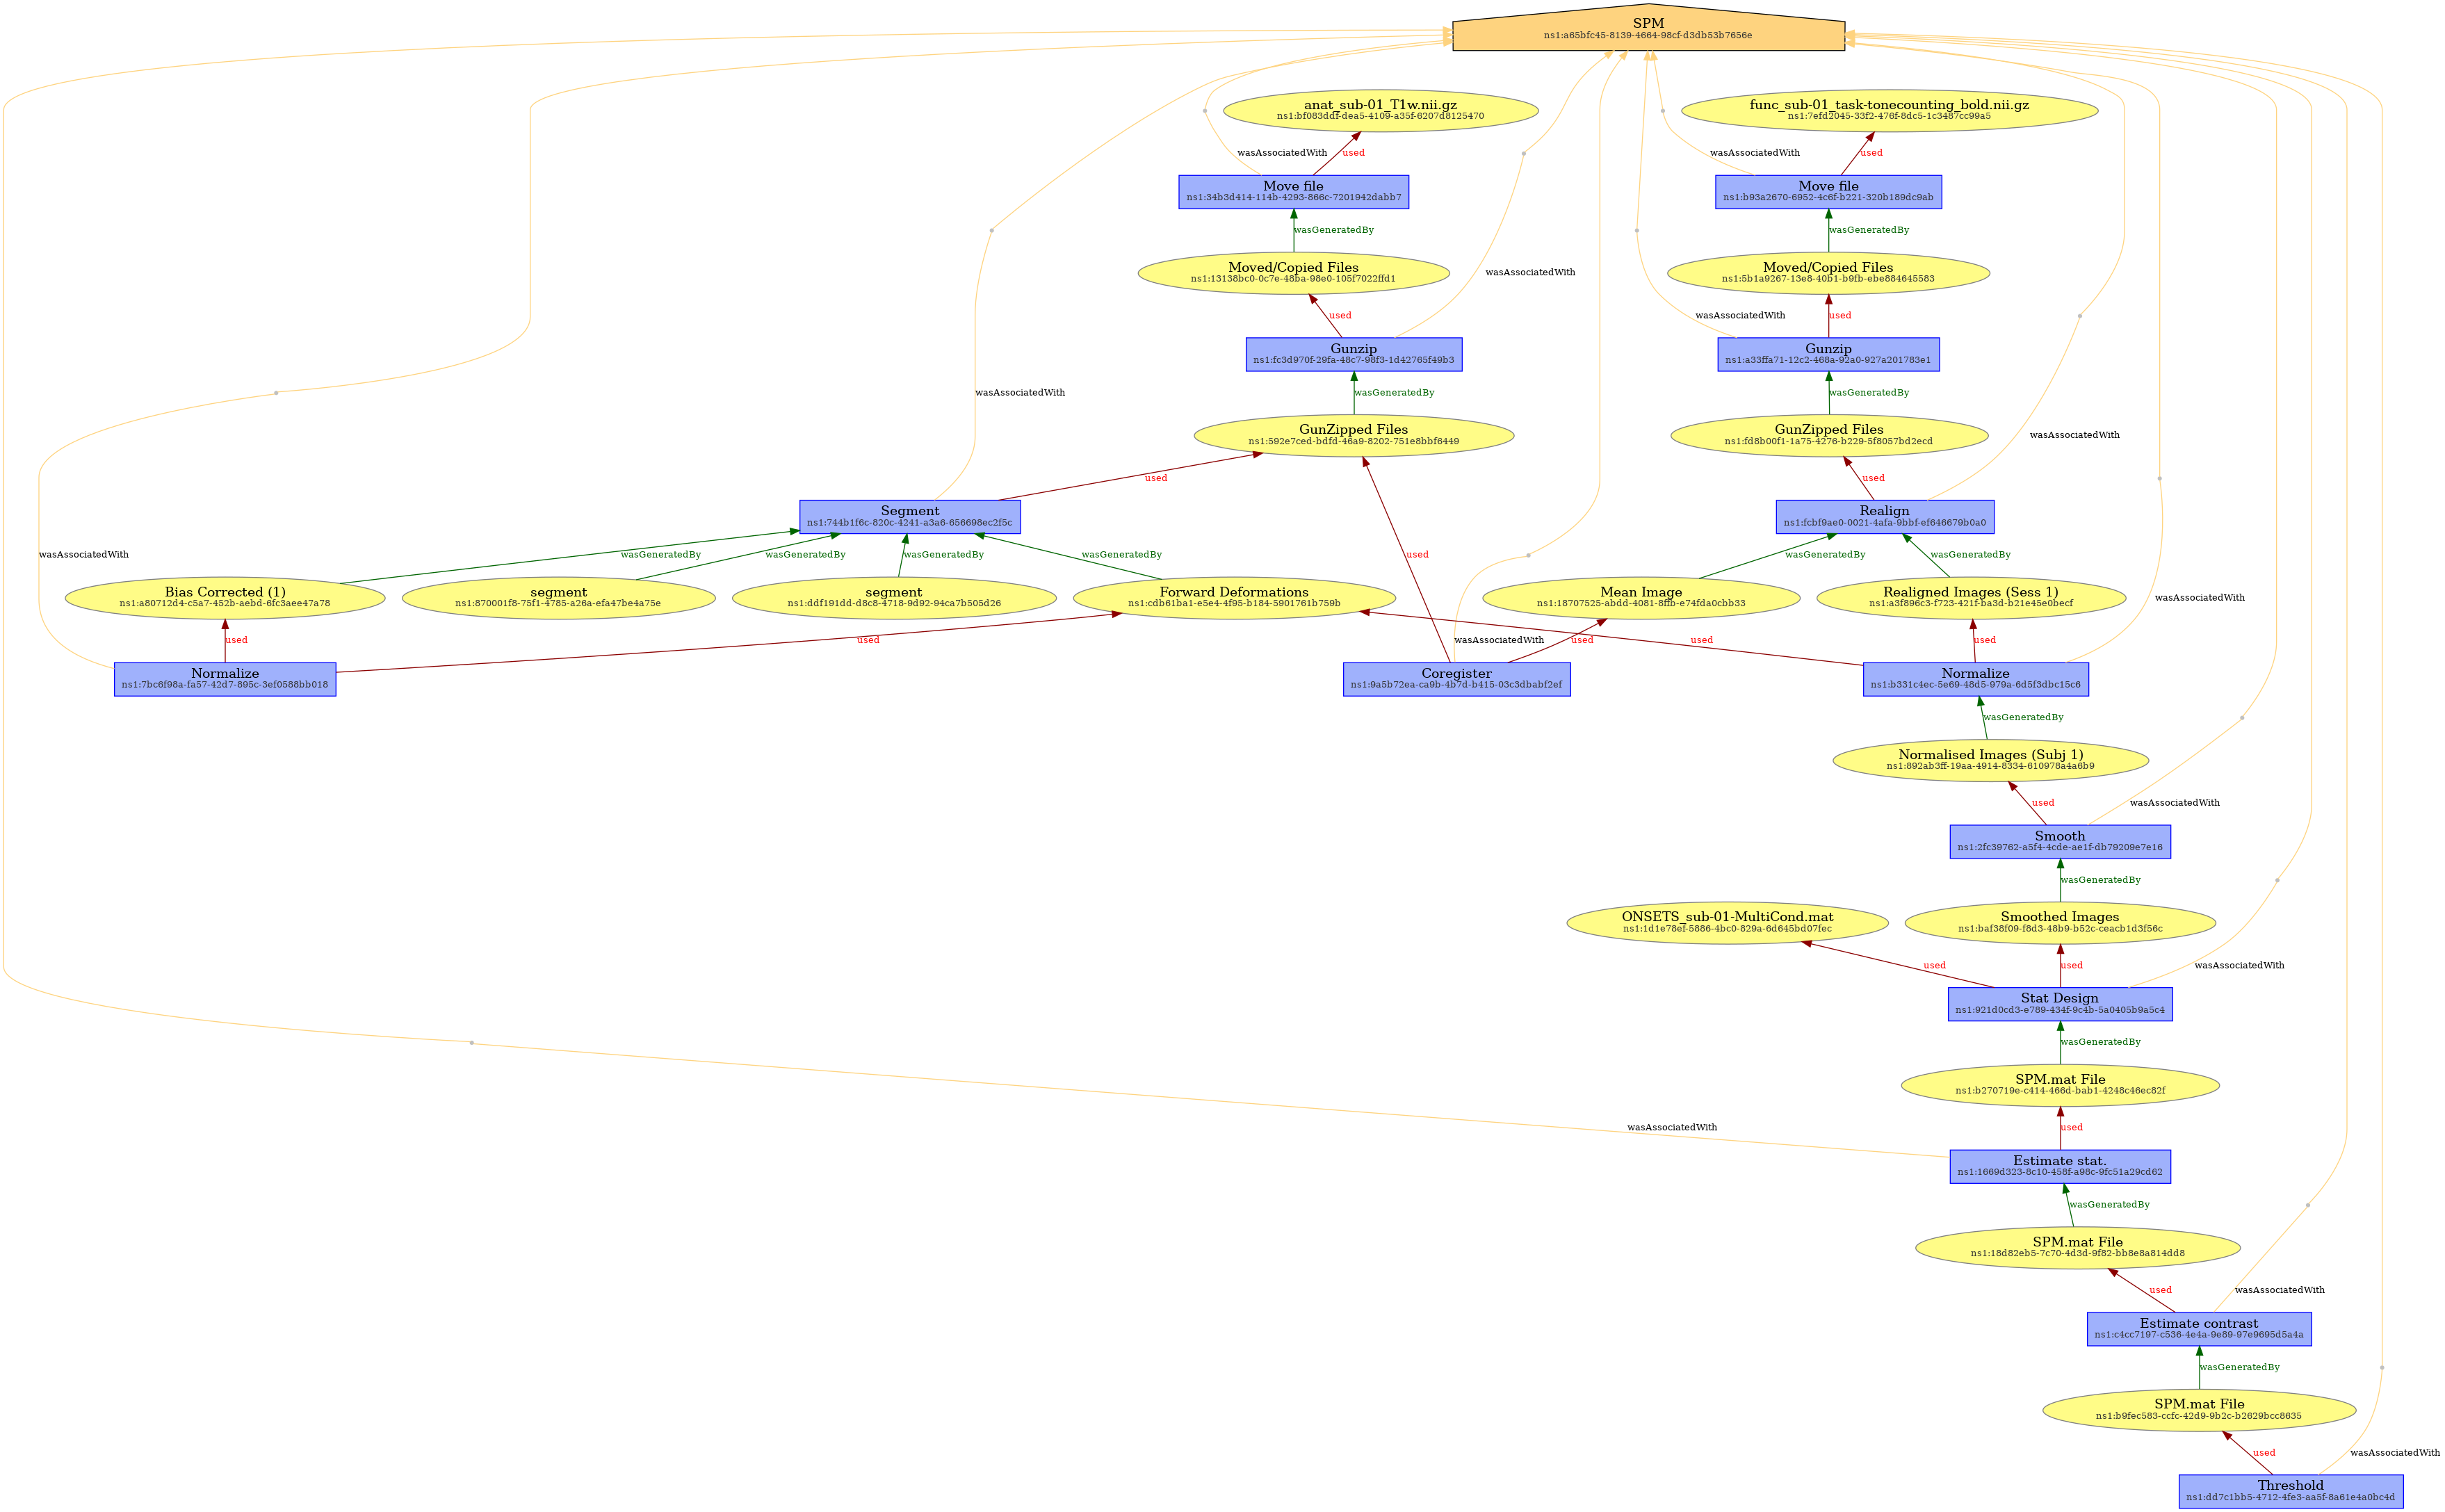 SPM
ns1:a65bfc45-8139-4664-98cf-d3db53b7656e
anat_sub-01_T1w.nii.gz
ns1:bf083ddf-dea5-4109-a35f-6207d8125470
func_sub-01_task-tonecounting_bold.nii.gz
ns1:7efd2045-33f2-476f-8dc5-1c3487cc99a5
wasAssociatedWith
used
wasAssociatedWith
used
Move file
ns1:34b3d414-114b-4293-866c-7201942dabb7
Move file
ns1:b93a2670-6952-4c6f-b221-320b189dc9ab
wasGeneratedBy
wasGeneratedBy
Moved/Copied Files
ns1:13138bc0-0c7e-48ba-98e0-105f7022ffd1
wasAssociatedWith
Moved/Copied Files
ns1:5b1a9267-13e8-40b1-b9fb-ebe884645583
used
wasAssociatedWith
used
Gunzip
ns1:fc3d970f-29fa-48c7-98f3-1d42765f49b3
Gunzip
ns1:a33ffa71-12c2-468a-92a0-927a201783e1
wasAssociatedWith
wasGeneratedBy
wasGeneratedBy
GunZipped Files
ns1:592e7ced-bdfd-46a9-8202-751e8bbf6449
GunZipped Files
ns1:fd8b00f1-1a75-4276-b229-5f8057bd2ecd
wasAssociatedWith
used
used
Segment
ns1:744b1f6c-820c-4241-a3a6-656698ec2f5c
Realign
ns1:fcbf9ae0-0021-4afa-9bbf-ef646679b0a0
wasAssociatedWith
wasGeneratedBy
wasGeneratedBy
wasGeneratedBy
wasGeneratedBy
used
wasGeneratedBy
wasGeneratedBy
Bias Corrected (1)
ns1:a80712d4-c5a7-452b-aebd-6fc3aee47a78
segment
ns1:870001f8-75f1-4785-a26a-efa47be4a75e
segment
ns1:ddf191dd-d8c8-4718-9d92-94ca7b505d26
Forward Deformations
ns1:cdb61ba1-e5e4-4f95-b184-5901761b759b
Mean Image
ns1:18707525-abdd-4081-8ffb-e74fda0cbb33
Realigned Images (Sess 1)
ns1:a3f896c3-f723-421f-ba3d-b21e45e0becf
wasAssociatedWith
used
used
wasAssociatedWith
used
used
used
Normalize
ns1:7bc6f98a-fa57-42d7-895c-3ef0588bb018
Coregister
ns1:9a5b72ea-ca9b-4b7d-b415-03c3dbabf2ef
Normalize
ns1:b331c4ec-5e69-48d5-979a-6d5f3dbc15c6
wasGeneratedBy
Normalised Images (Subj 1)
ns1:892ab3ff-19aa-4914-8334-610978a4a6b9
used
wasAssociatedWith
Smooth
ns1:2fc39762-a5f4-4cde-ae1f-db79209e7e16
wasGeneratedBy
ONSETS_sub-01-MultiCond.mat
ns1:1d1e78ef-5886-4bc0-829a-6d645bd07fec
Smoothed Images
ns1:baf38f09-f8d3-48b9-b52c-ceacb1d3f56c
used
used
wasAssociatedWith
Stat Design
ns1:921d0cd3-e789-434f-9c4b-5a0405b9a5c4
wasGeneratedBy
SPM.mat File
ns1:b270719e-c414-466d-bab1-4248c46ec82f
wasAssociatedWith
used
Estimate stat.
ns1:1669d323-8c10-458f-a98c-9fc51a29cd62
wasGeneratedBy
SPM.mat File
ns1:18d82eb5-7c70-4d3d-9f82-bb8e8a814dd8
used
wasAssociatedWith
Estimate contrast
ns1:c4cc7197-c536-4e4a-9e89-97e9695d5a4a
wasGeneratedBy
SPM.mat File
ns1:b9fec583-ccfc-42d9-9b2c-b2629bcc8635
used
wasAssociatedWith
Threshold
ns1:dd7c1bb5-4712-4fe3-aa5f-8a61e4a0bc4d